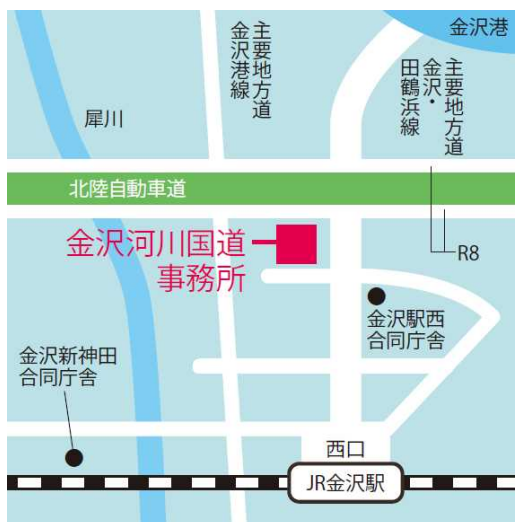 金沢港
主要地方道
金沢港線
主要地方道
金沢・
田鶴浜線
犀川
北陸自動車道
金沢河川国道
事務所
R8
金沢駅西
合同庁舎
金沢新神田
合同庁舎
西口
JR金沢駅